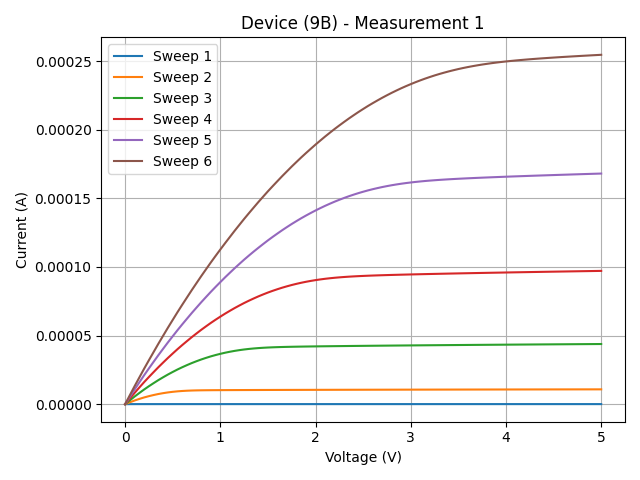 Device (9B) - Measurement 1
Sweep 1
Sweep 2
Sweep 3
Sweep 4
Sweep 5
Sweep 6
0.00025
0.00020
0.00015
0.00010
0.00005
0.00000
Current (A)
0 1 2 3 4 5
Voltage (V)